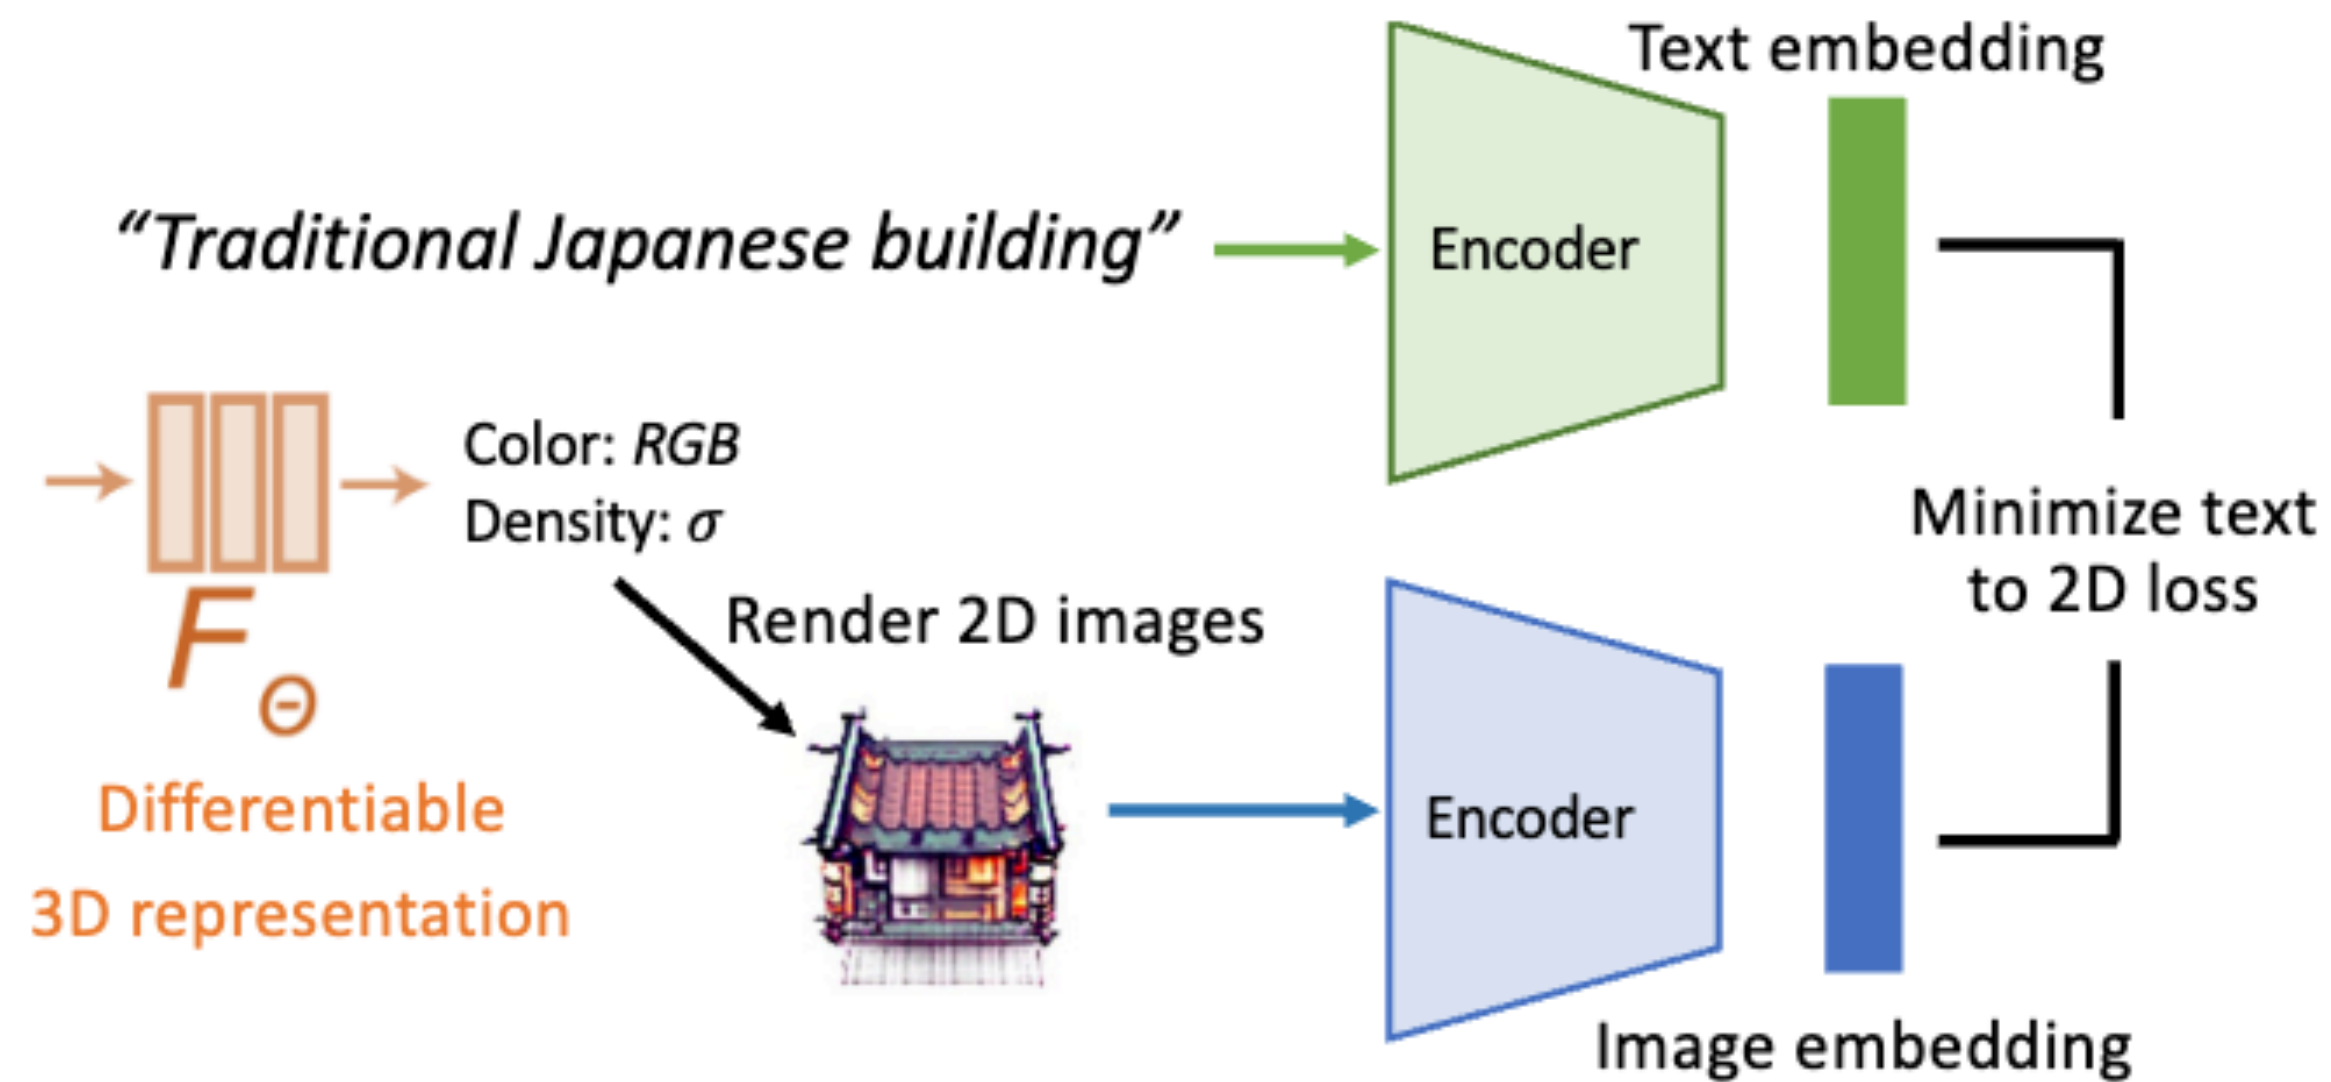 Text embedding
“Traditional Japanese building”
Encoder
Color: RGB
Density: σ
F
Θ
Differentiable
3D representation
Render 2D images
Encoder
Minimize text
to 2D loss
Image embedding